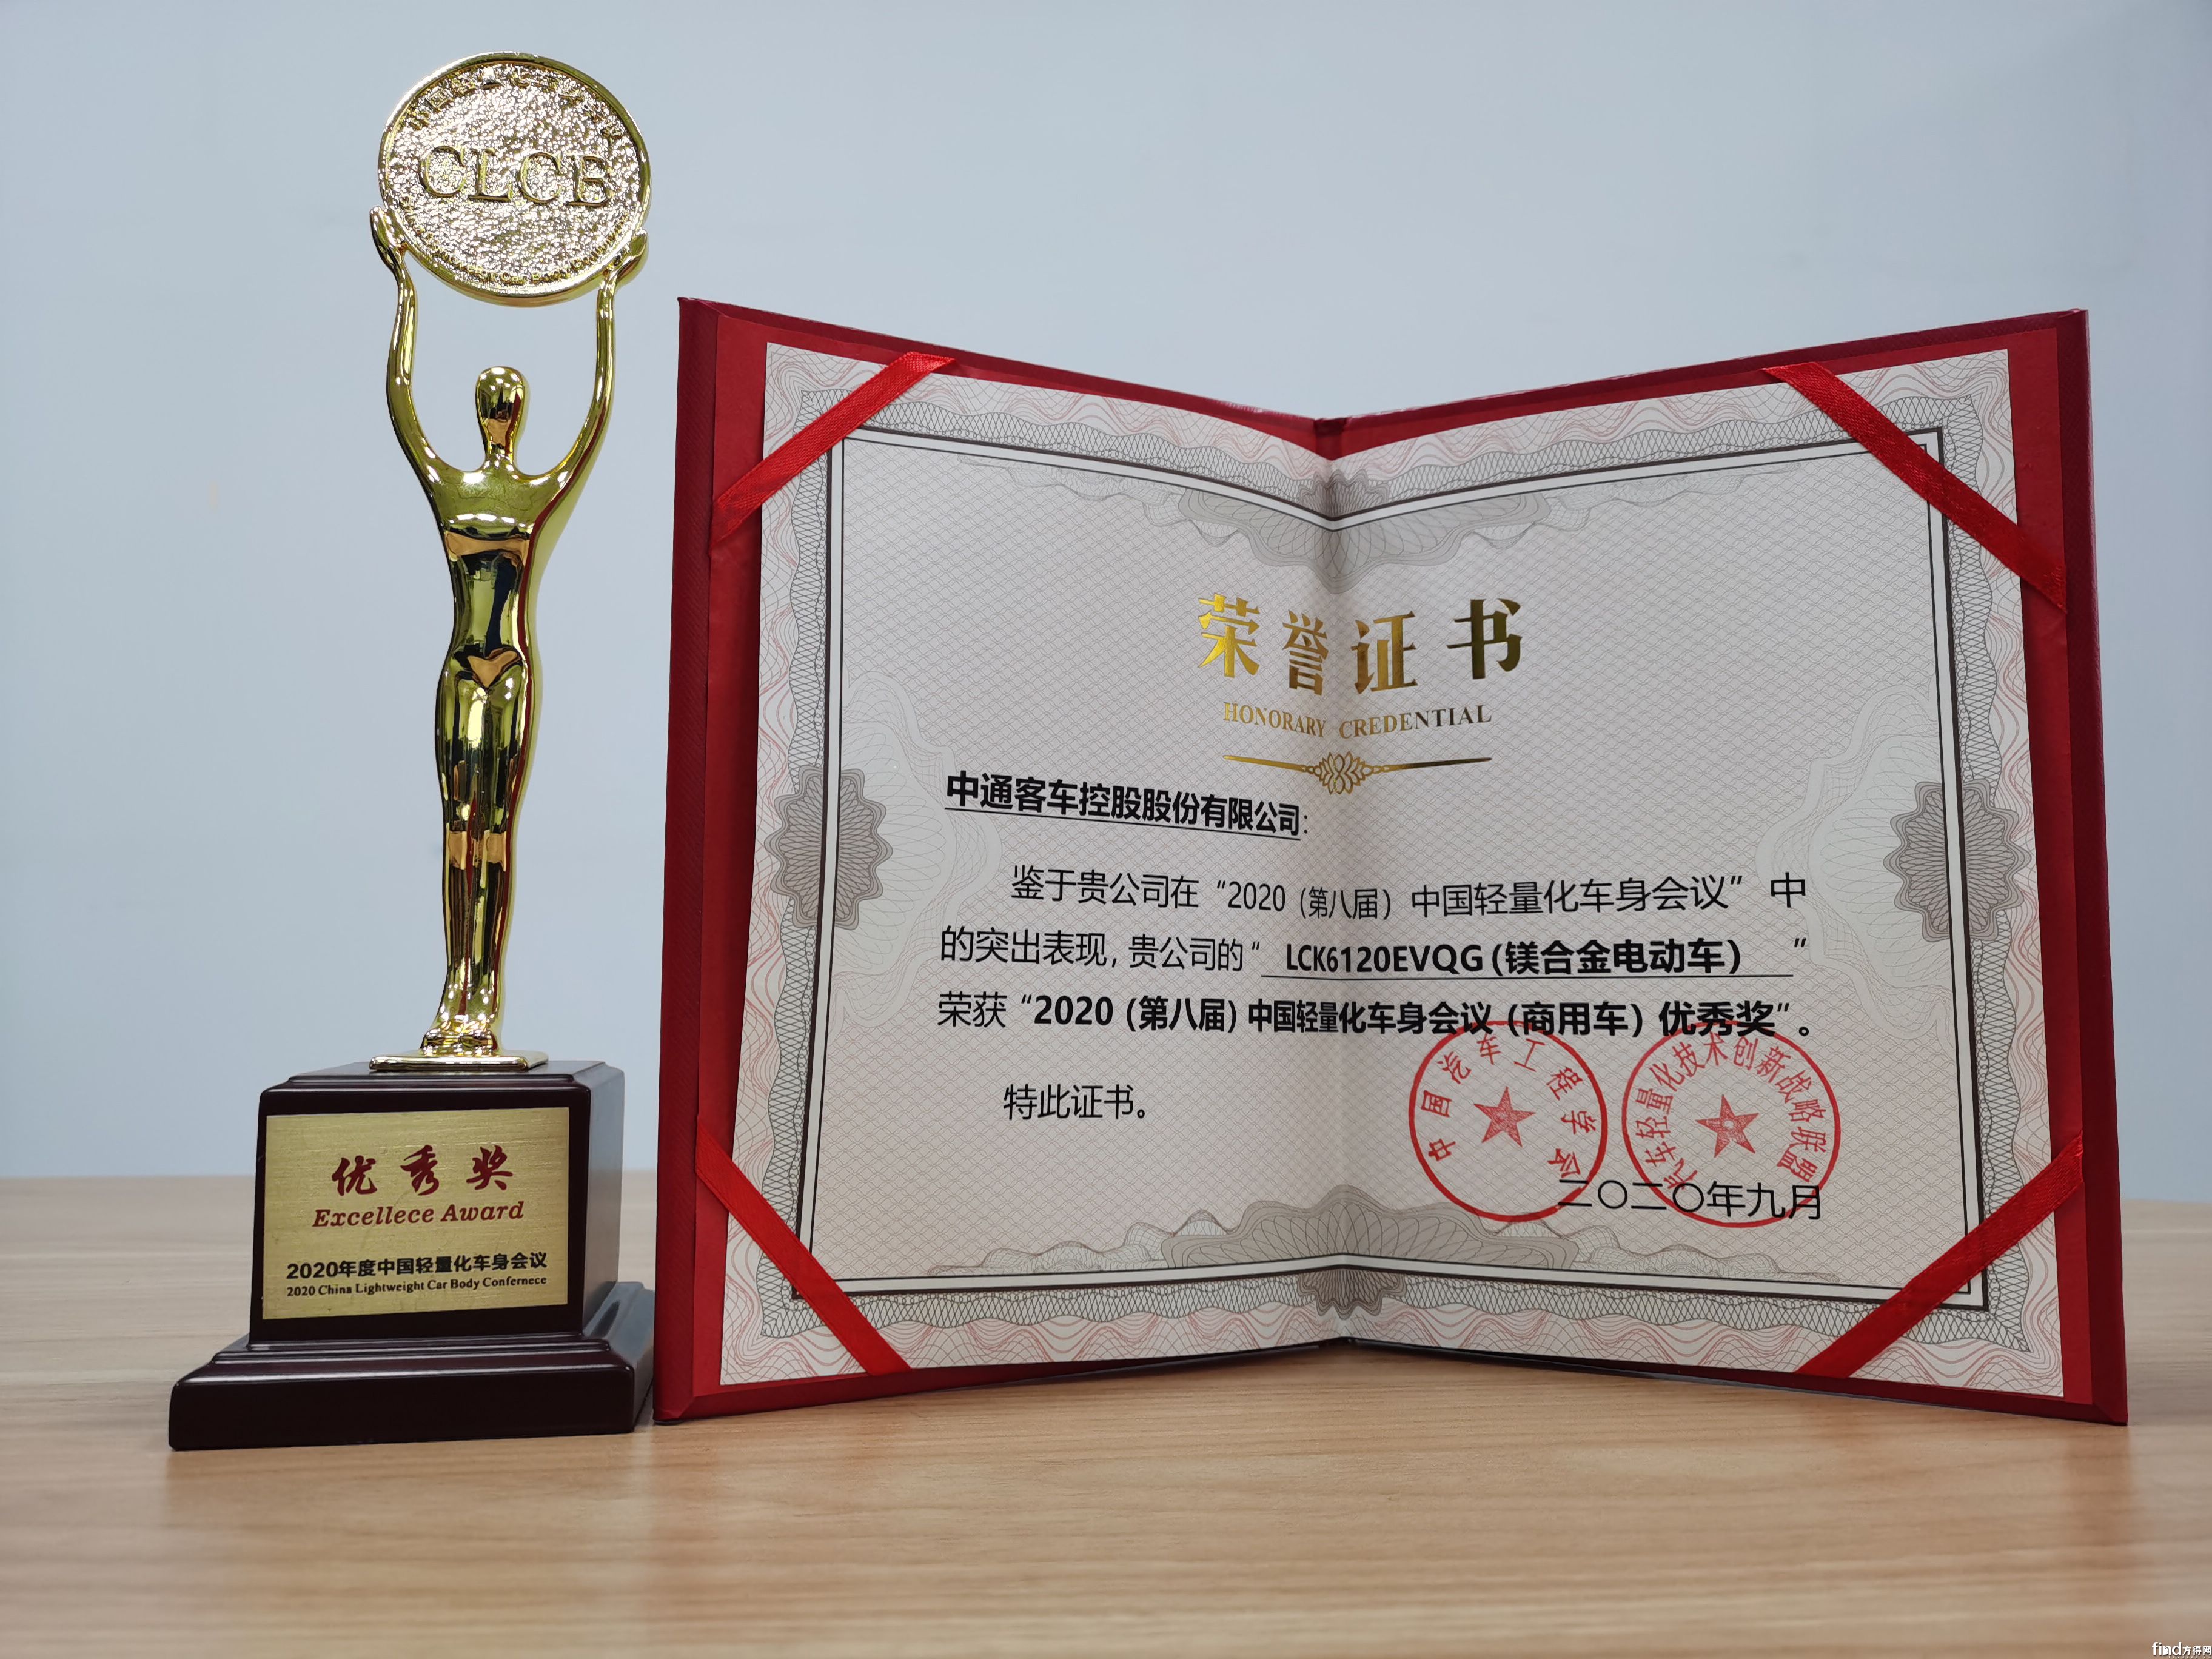 CLCB
优秀奖
Excellece Award
2020年度中国轻量化车身会议
2020 China Lightweight Car Body Confernece
荣誉证书
HONORARY CREDENTIAL
中通客车控股股份有限公司:
鉴于贵公司在“2020（第八届）中国轻量化车身会议”中
的突出表现,贵公司的“ LCK6120EVQG(镁合金电动车) ”
荣获“2020（第八届）中国轻量化车身会议（商用车）优秀奖”。
特此证书。
中国汽车工程学会
汽车轻量化技术创新战略联盟
二〇二〇年九月
find方得网